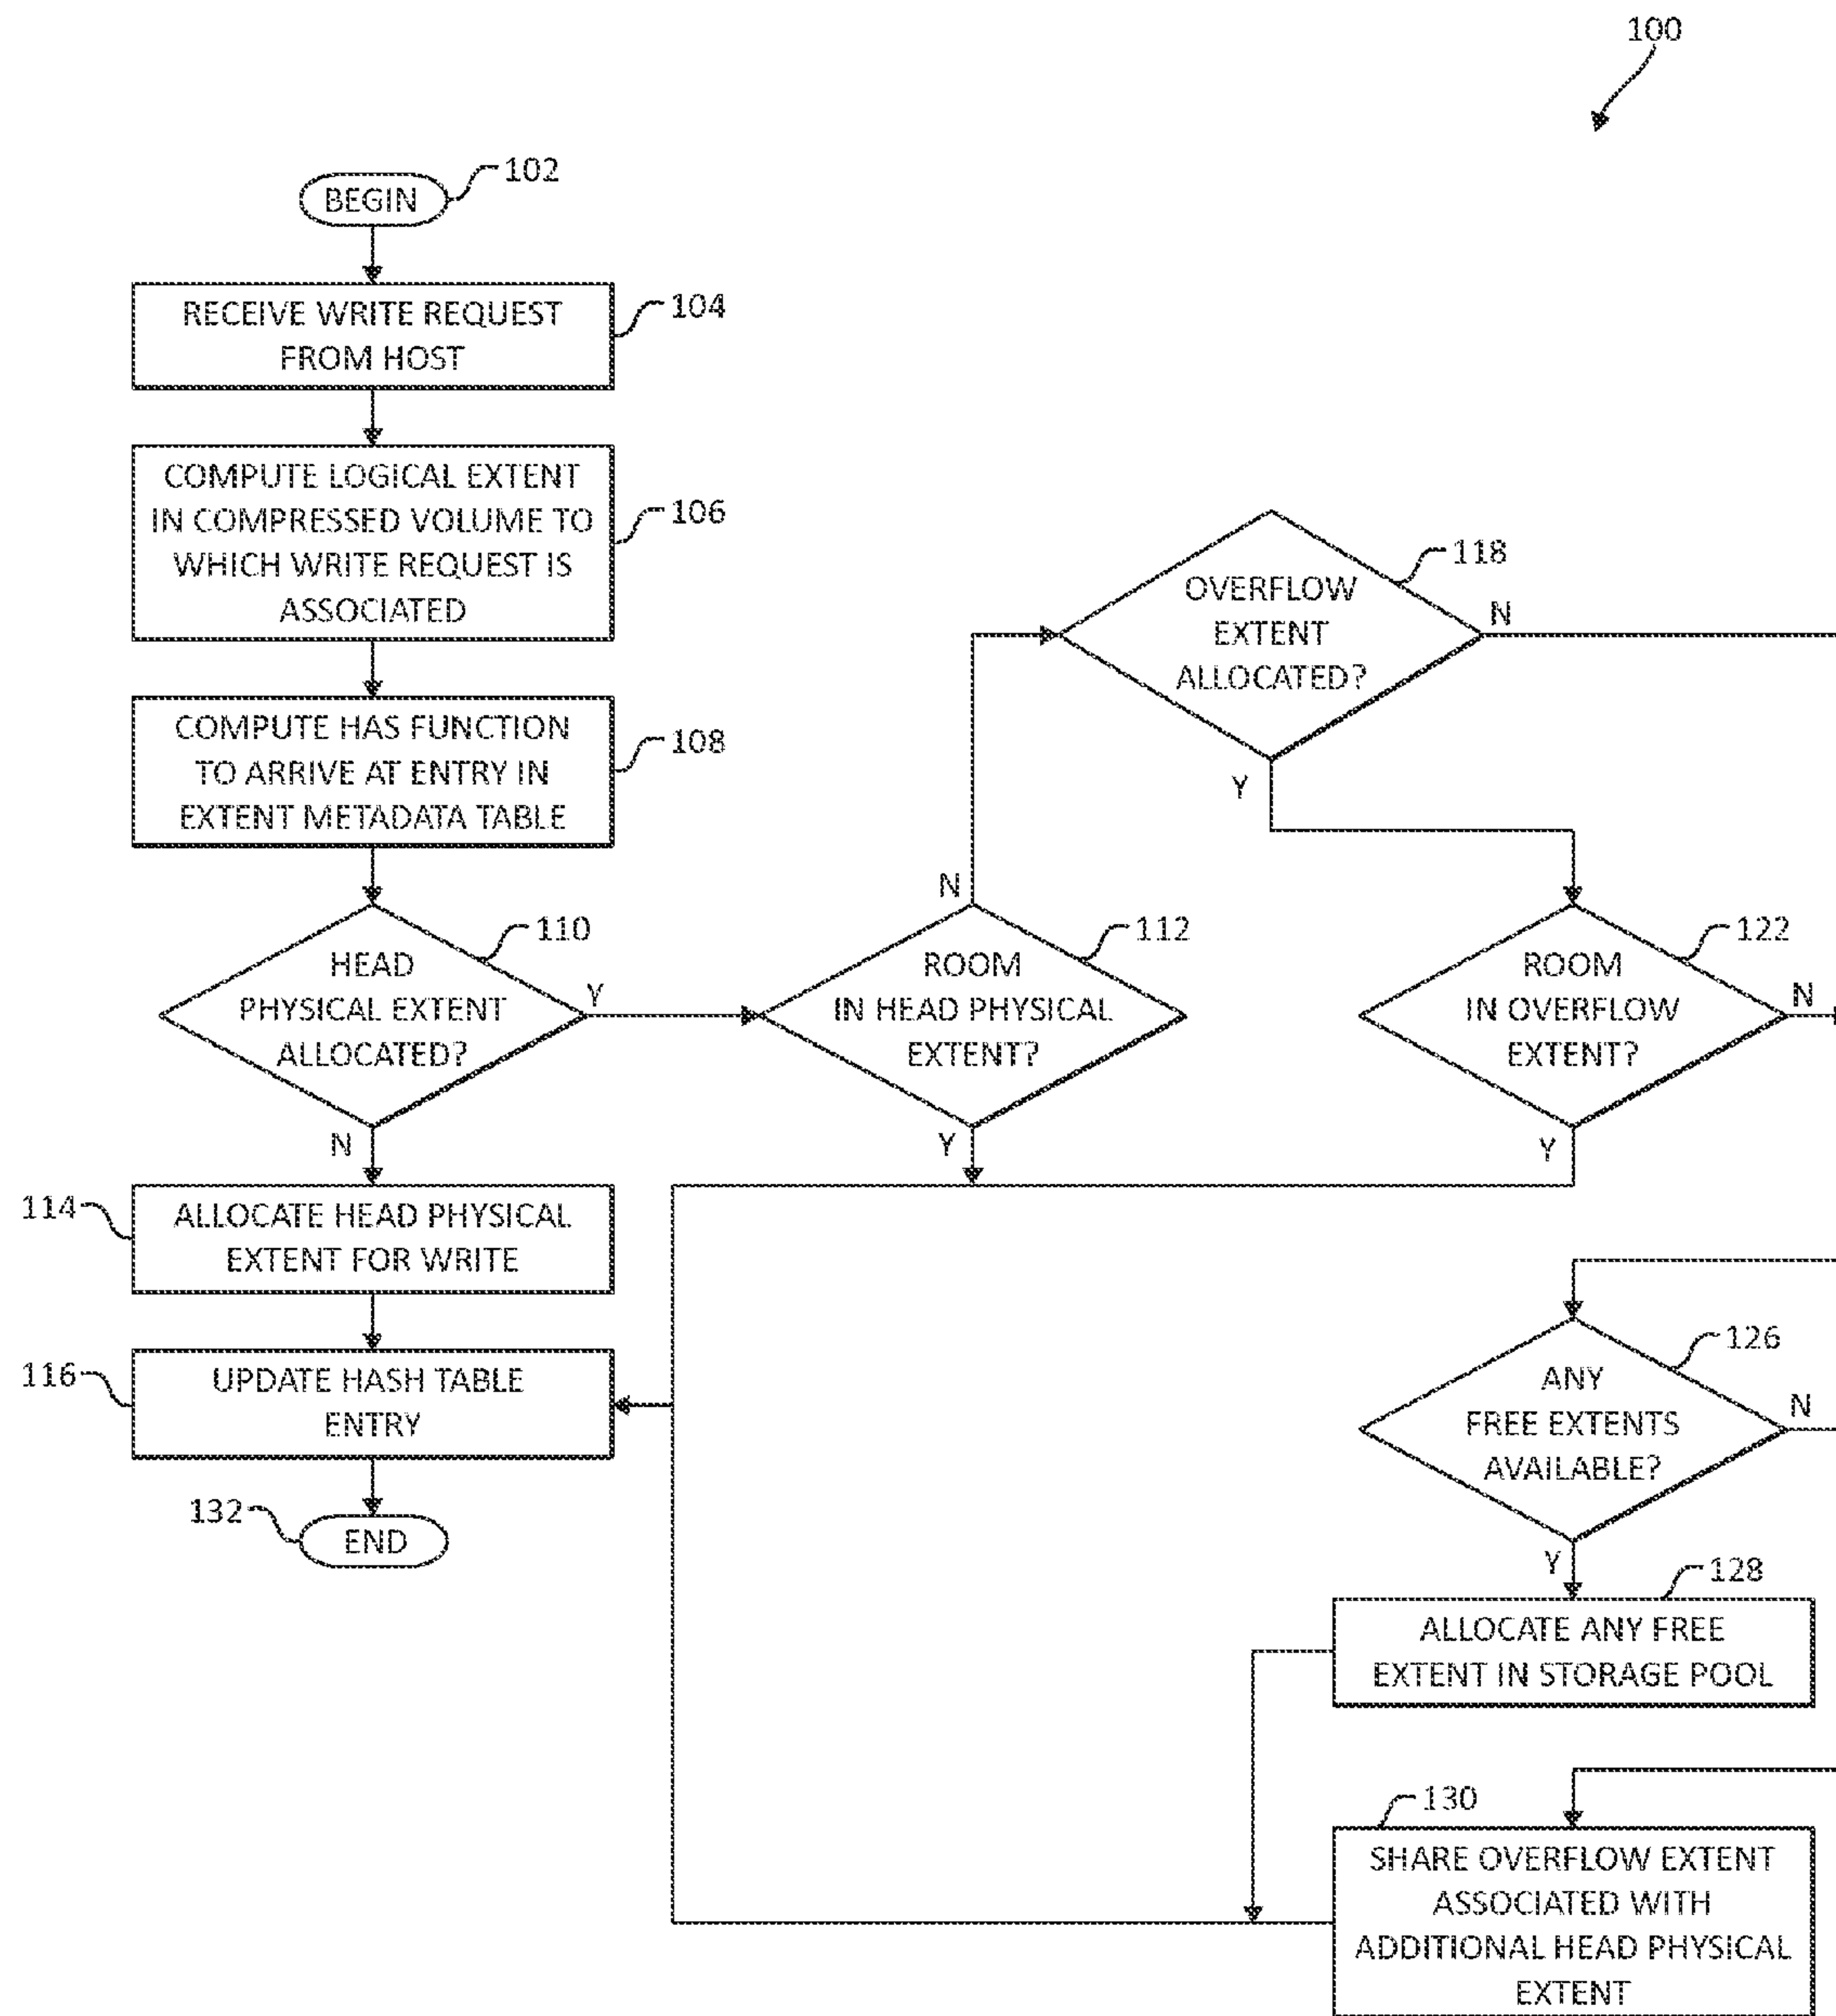 100
BEGIN
102
RECEIVE WRITE REQUEST
FROM HOST
104
COMPUTE LOGICAL EXTENT
IN COMPRESSED VOLUME TO
WHICH WRITE REQUEST IS
ASSOCIATED
106
COMPUTE HAS FUNCTION
TO ARRIVE AT ENTRY IN
EXTENT METADATA TABLE
108
HEAD
PHYSICAL EXTENT
ALLOCATED?
110
Y
N
ROOM
IN HEAD PHYSICAL
EXTENT?
112
N
Y
OVERFLOW
EXTENT
ALLOCATED?
118
N
Y
ROOM
IN OVERFLOW
EXTENT?
122
N
Y
114
ALLOCATE HEAD PHYSICAL
EXTENT FOR WRITE
116
UPDATE HASH TABLE
ENTRY
132
END
ANY
FREE EXTENTS
AVAILABLE?
126
N
Y
128
ALLOCATE ANY FREE
EXTENT IN STORAGE POOL
130
SHARE OVERFLOW EXTENT
ASSOCIATED WITH
ADDITIONAL HEAD PHYSICAL
EXTENT